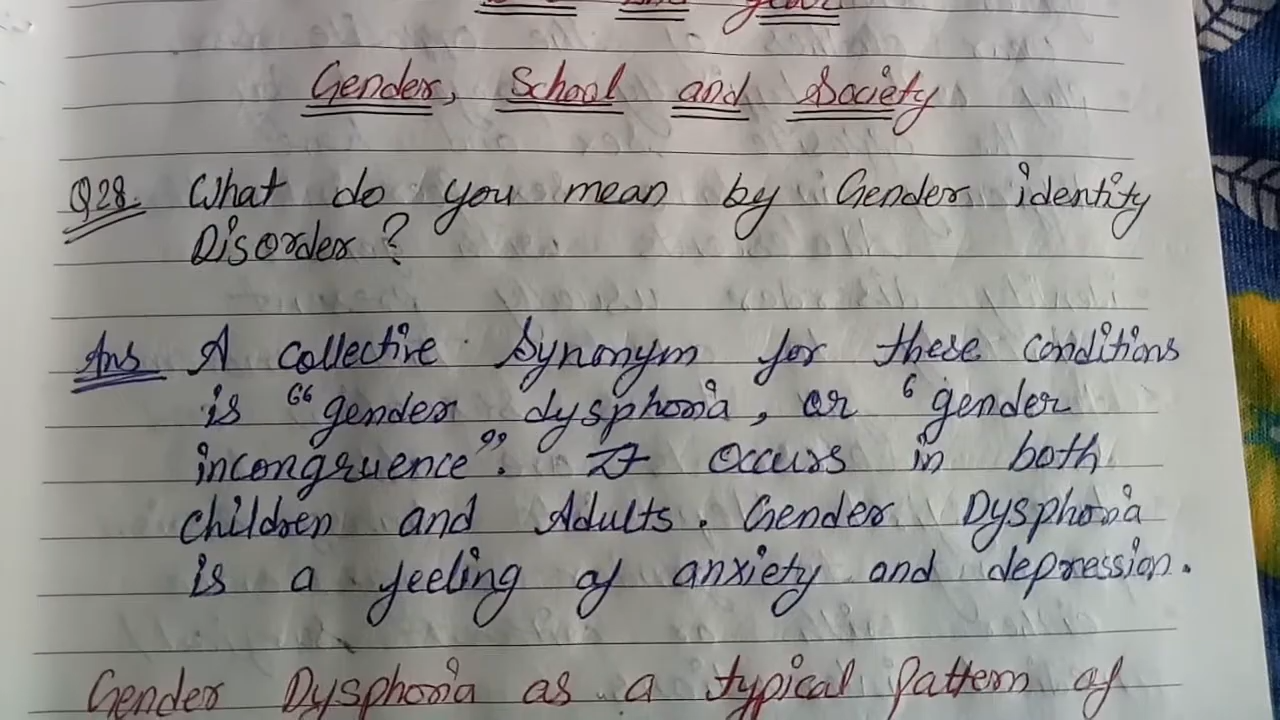 Gender, School and Society
Q28. What do you mean by Gender identity
Disorder ?
Ans A collective Synonym for these conditions
is “gender dysphoria, or ‘gender
incongruence”. It occurs in both
children and Adults. Gender Dysphoria
is a feeling of anxiety and depression.
Gender Dysphoria as a typical Pattern of